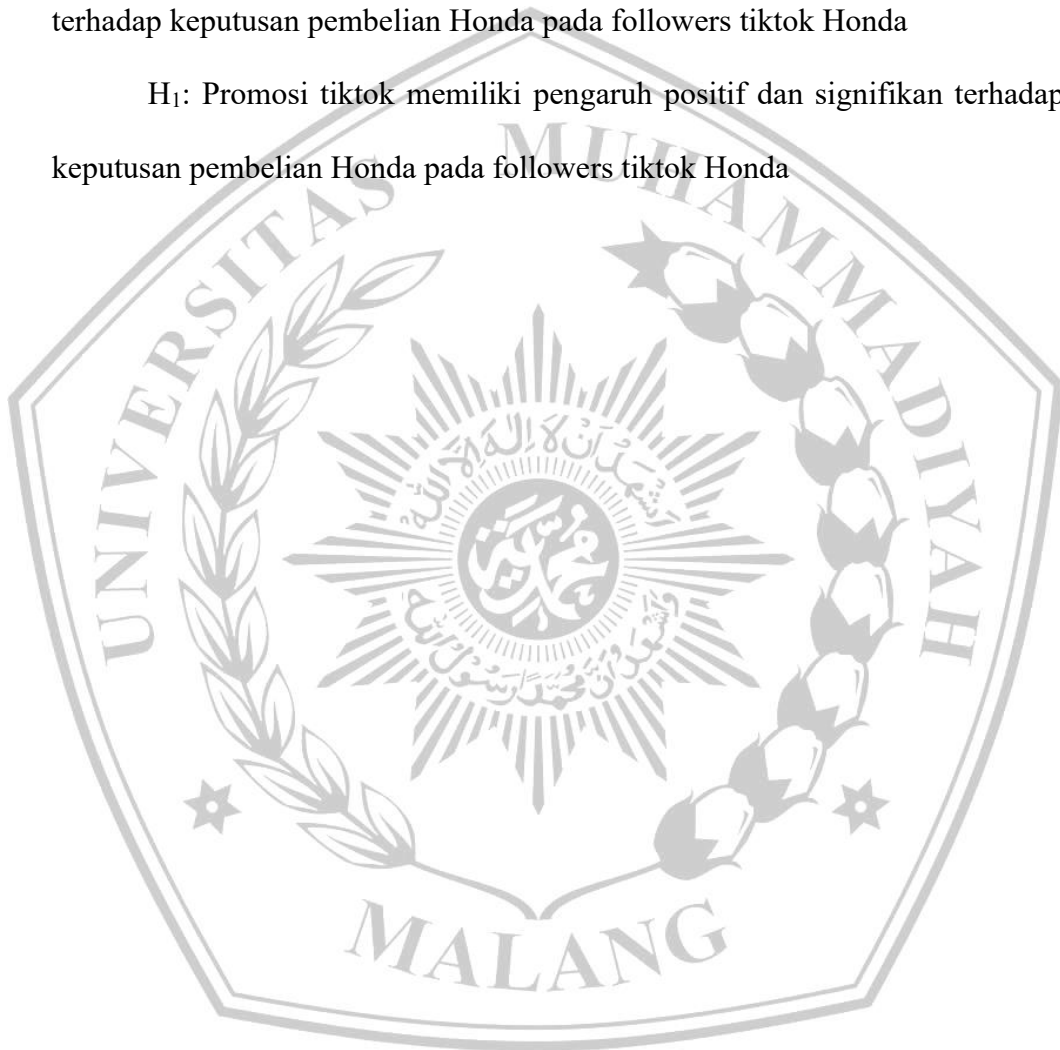 terhadap keputusan pembelian Honda pada followers tiktok Honda
H₁: Promosi tiktok memiliki pengaruh positif dan signifikan terhadap
keputusan pembelian Honda pada followers tiktok Honda
UNIVERSITAS MUHAMMADIYAH
MALANG